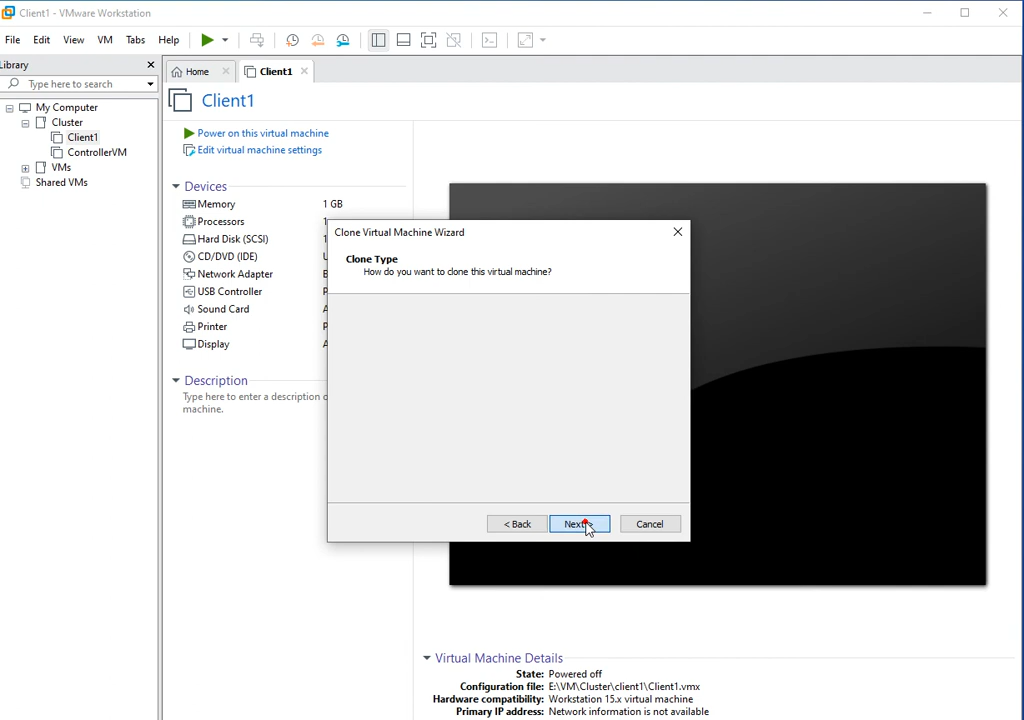 Client1 - VMware Workstation
File Edit View VM Tabs Help
Library
Type here to search
My Computer
Cluster
Client1
ControllerVM
VMs
Shared VMs
Home
Client1
Client1
Power on this virtual machine
Edit virtual machine settings
Devices
Memory 1 GB
Processors 1
Hard Disk (SCSI) 1
CD/DVD (IDE) U
Network Adapter B
USB Controller P
Sound Card A
Printer P
Display A
Description
Type here to enter a description o
machine.
Clone Virtual Machine Wizard
Clone Type
How do you want to clone this virtual machine?
< Back Next > Cancel
Virtual Machine Details
State: Powered off
Configuration file: E:\VM\Cluster\client1\Client1.vmx
Hardware compatibility: Workstation 15.x virtual machine
Primary IP address: Network information is not available